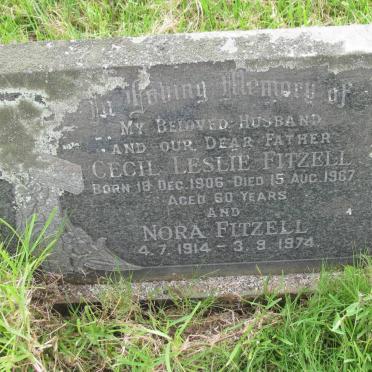 In Loving Memory of
MY BELOVED HUSBAND
AND OUR DEAR FATHER
CECIL LESLIE FITZELL
BORN 18 DEC. 1906 DIED 15 AUG. 1967
AGED 60 YEARS
AND
NORA FITZELL
4. 7. 1914 - 3. 9. 1974